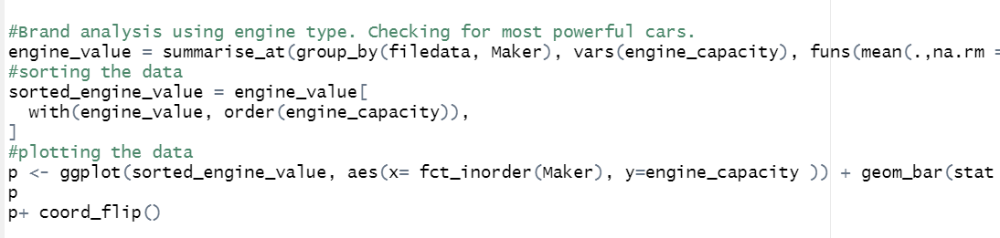 #Brand analysis using engine type. Checking for most powerful cars.
engine_value = summarise_at(group_by(filedata, Maker), vars(engine_capacity), funs(mean(.,na.rm =
#sorting the data
sorted_engine_value = engine_value[
  with(engine_value, order(engine_capacity)),
]
#plotting the data
p <- ggplot(sorted_engine_value, aes(x= fct_inorder(Maker), y=engine_capacity )) + geom_bar(stat
p
p+ coord_flip()